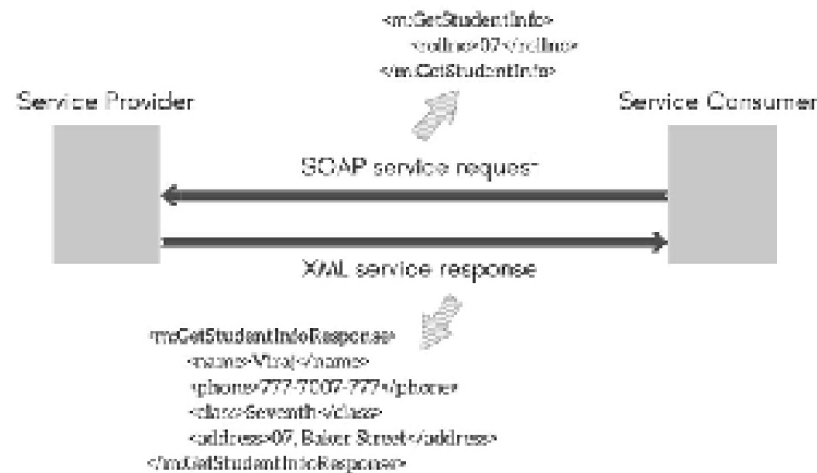 <m:GetStudentInfo>
<rollno>07</rollno>
</m:GetStudentInfo>
Service Provider
Service Consumer
SOAP service request
XML service response
<m:GetStudentInfoResponse>
<name>Viraj</name>
<phone>777-7007-777</phone>
<class>Seventh</class>
<address>07, Baker Street</address>
</m:GetStudentInfoResponse>